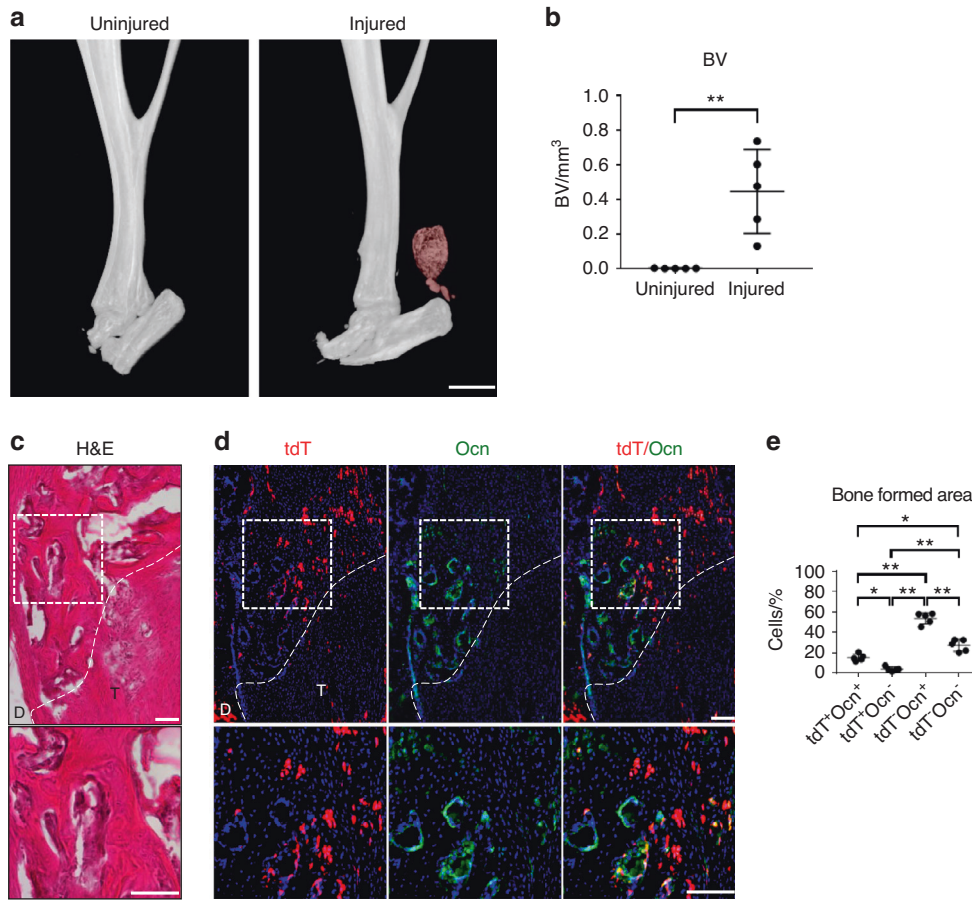 a
Uninjured
Injured
b
BV
**
BV/mm³
1.0
0.8
0.6
0.4
0.2
0.0
Uninjured
Injured
c
H&E
D
T
d
tdT
Ocn
tdT/Ocn
D
T
e
Bone formed area
*
**
**
*
**
**
Cells/%
100
80
60
40
20
0
tdT⁺Ocn⁺
tdT⁺Ocn⁻
tdT⁻Ocn⁺
tdT⁻Ocn⁻